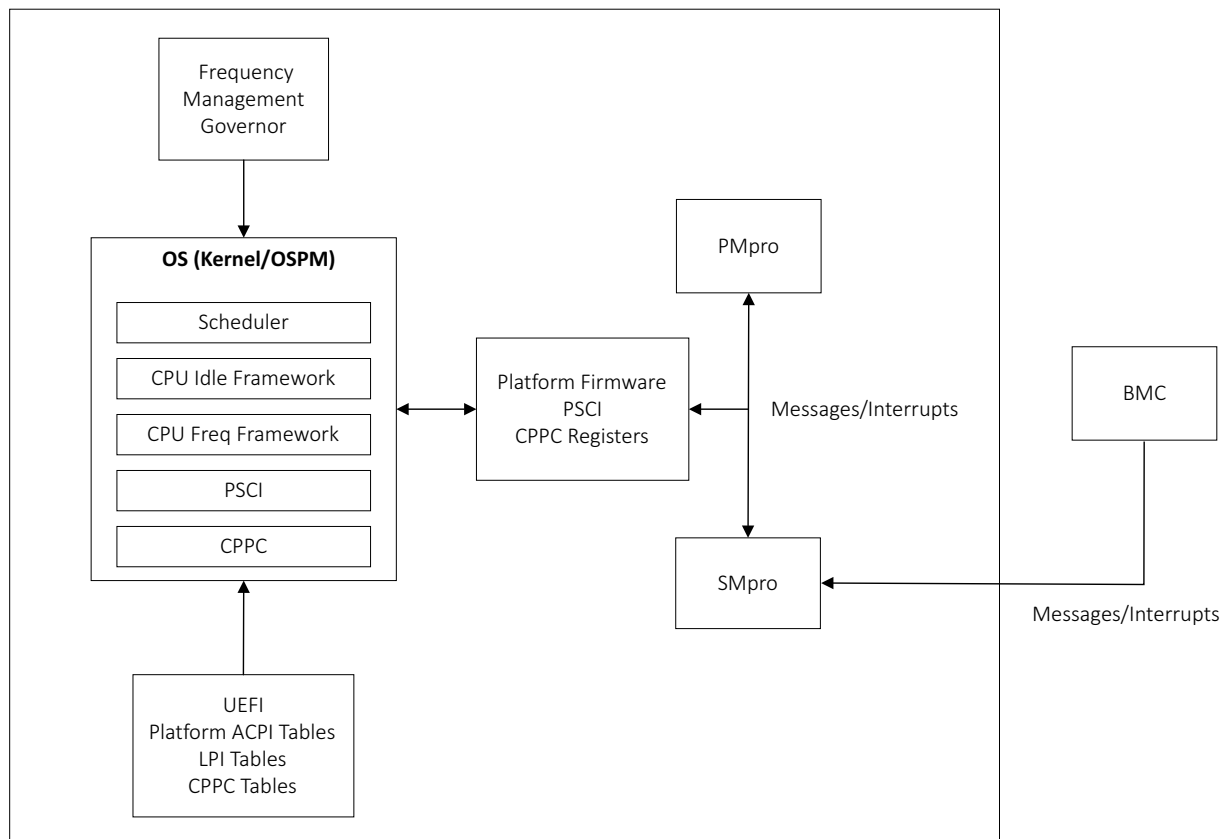 Frequency
Management
Governor
OS (Kernel/OSPM)
Scheduler
CPU Idle Framework
CPU Freq Framework
PSCI
CPPC
UEFI
Platform ACPI Tables
LPI Tables
CPPC Tables
Platform Firmware
PSCI
CPPC Registers
PMpro
Messages/Interrupts
SMpro
BMC
Messages/Interrupts